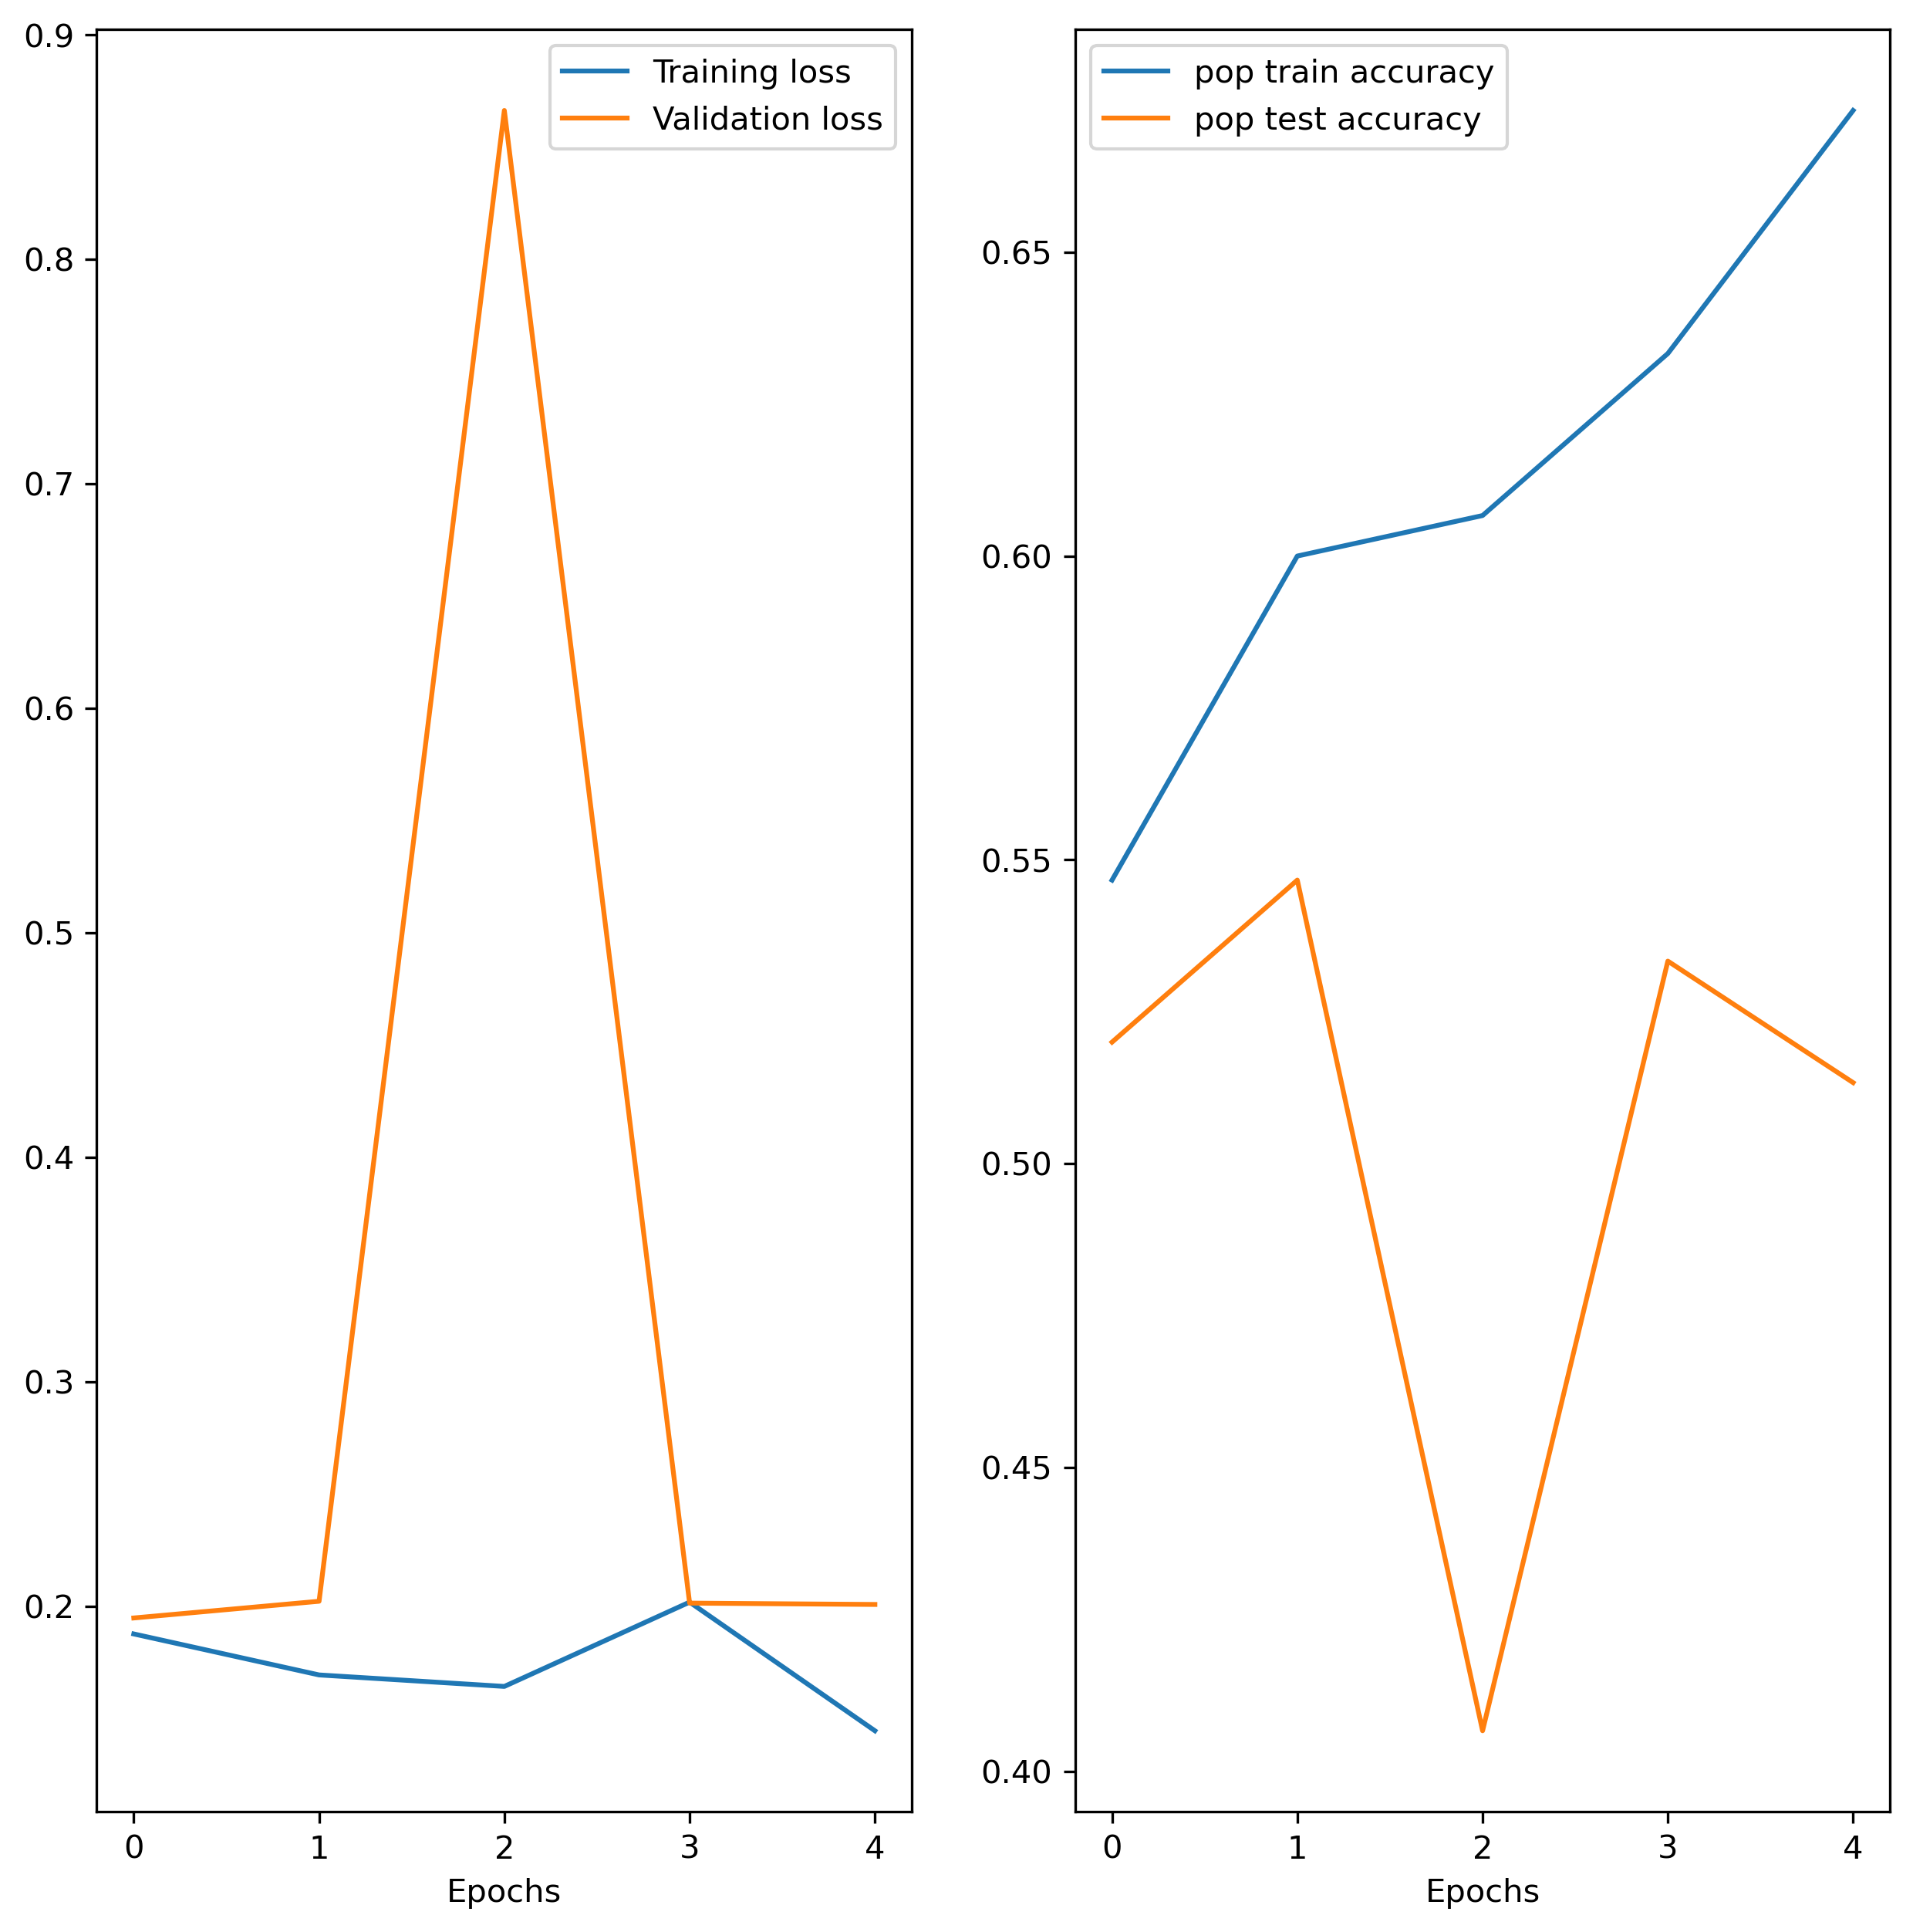 Training loss
Validation loss
0.9
0.8
0.7
0.6
0.5
0.4
0.3
0.2
0 1 2 3 4
Epochs
pop train accuracy
pop test accuracy
0.65
0.60
0.55
0.50
0.45
0.40
0 1 2 3 4
Epochs